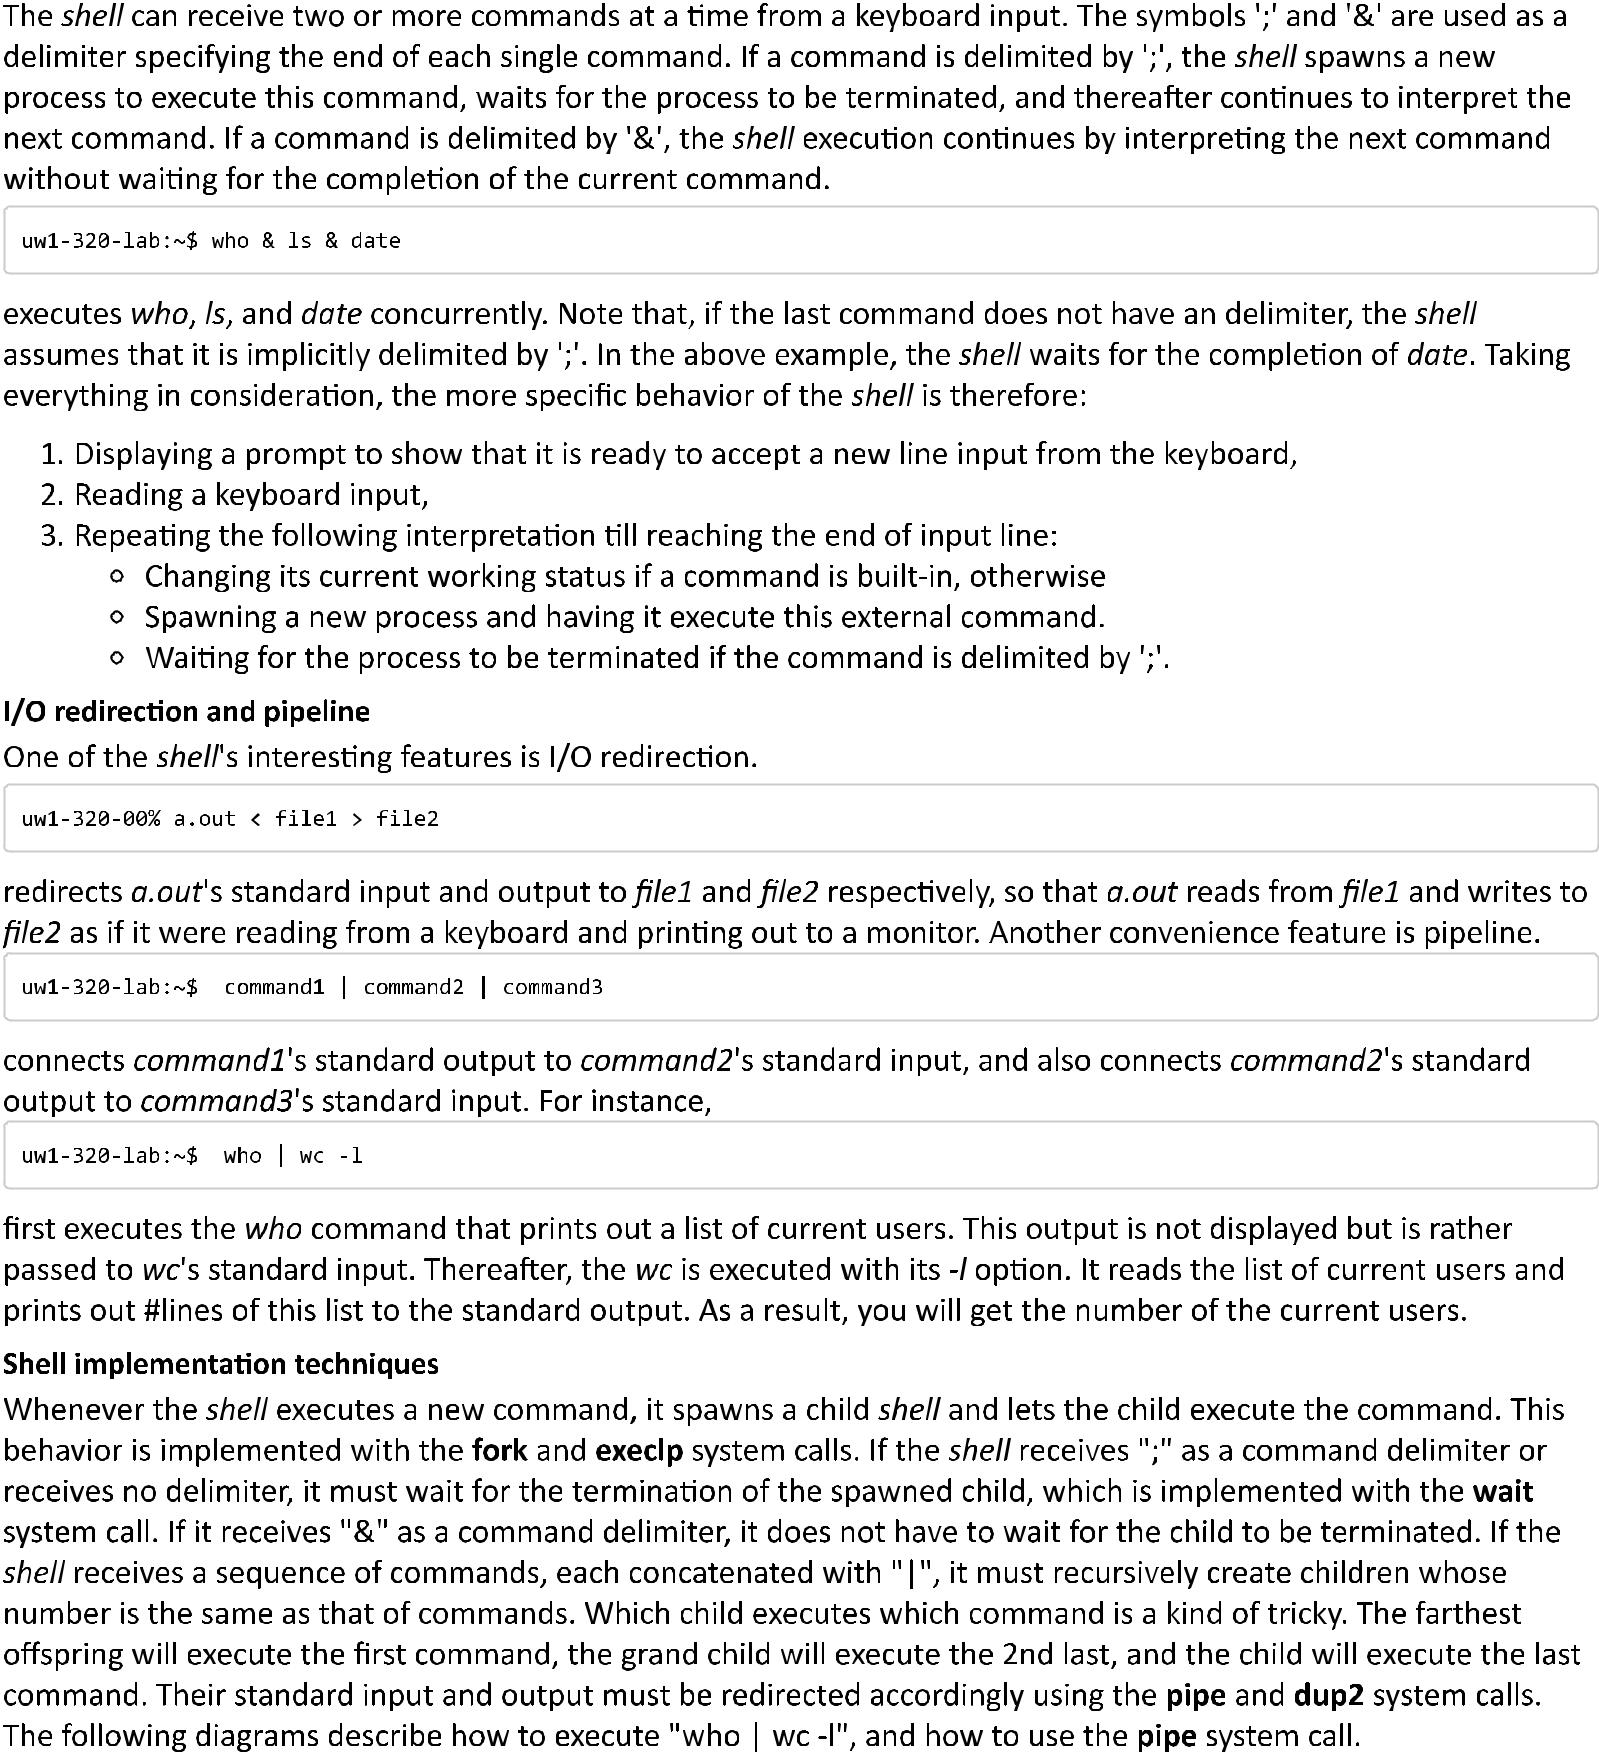 The shell can receive two or more commands at a time from a keyboard input. The symbols ';' and '&' are used as a
delimiter specifying the end of each single command. If a command is delimited by ';', the shell spawns a new
process to execute this command, waits for the process to be terminated, and thereafter continues to interpret the
next command. If a command is delimited by '&', the shell execution continues by interpreting the next command
without waiting for the completion of the current command.
uw1-320-lab:~$ who & ls & date
executes who, ls, and date concurrently. Note that, if the last command does not have an delimiter, the shell
assumes that it is implicitly delimited by ';'. In the above example, the shell waits for the completion of date. Taking
everything in consideration, the more specific behavior of the shell is therefore:
1. Displaying a prompt to show that it is ready to accept a new line input from the keyboard,
2. Reading a keyboard input,
3. Repeating the following interpretation till reaching the end of input line:
○ Changing its current working status if a command is built-in, otherwise
○ Spawning a new process and having it execute this external command.
○ Waiting for the process to be terminated if the command is delimited by ';'.
I/O redirection and pipeline
One of the shell's interesting features is I/O redirection.
uw1-320-00% a.out < file1 > file2
redirects a.out's standard input and output to file1 and file2 respectively, so that a.out reads from file1 and writes to
file2 as if it were reading from a keyboard and printing out to a monitor. Another convenience feature is pipeline.
uw1-320-lab:~$  command1 | command2 | command3
connects command1's standard output to command2's standard input, and also connects command2's standard
output to command3's standard input. For instance,
uw1-320-lab:~$  who | wc -l
first executes the who command that prints out a list of current users. This output is not displayed but is rather
passed to wc's standard input. Thereafter, the wc is executed with its -l option. It reads the list of current users and
prints out #lines of this list to the standard output. As a result, you will get the number of the current users.
Shell implementation techniques
Whenever the shell executes a new command, it spawns a child shell and lets the child execute the command. This
behavior is implemented with the fork and execlp system calls. If the shell receives ";" as a command delimiter or
receives no delimiter, it must wait for the termination of the spawned child, which is implemented with the wait
system call. If it receives "&" as a command delimiter, it does not have to wait for the child to be terminated. If the
shell receives a sequence of commands, each concatenated with "|", it must recursively create children whose
number is the same as that of commands. Which child executes which command is a kind of tricky. The farthest
offspring will execute the first command, the grand child will execute the 2nd last, and the child will execute the last
command. Their standard input and output must be redirected accordingly using the pipe and dup2 system calls.
The following diagrams describe how to execute "who | wc -l", and how to use the pipe system call.